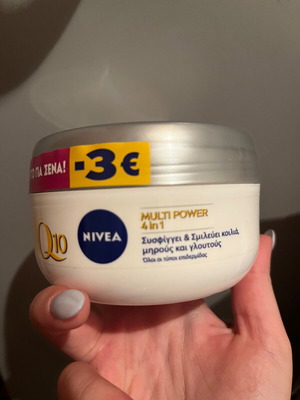 ΓΙΑ ΞΕΝΑ!
-3€
Q10
NIVEA
MULTI POWER
4 in 1
Συσφίγγει & Σμιλεύει κοιλιά,
μηρούς και γλουτούς
Όλοι οι τύποι επιδερμίδας